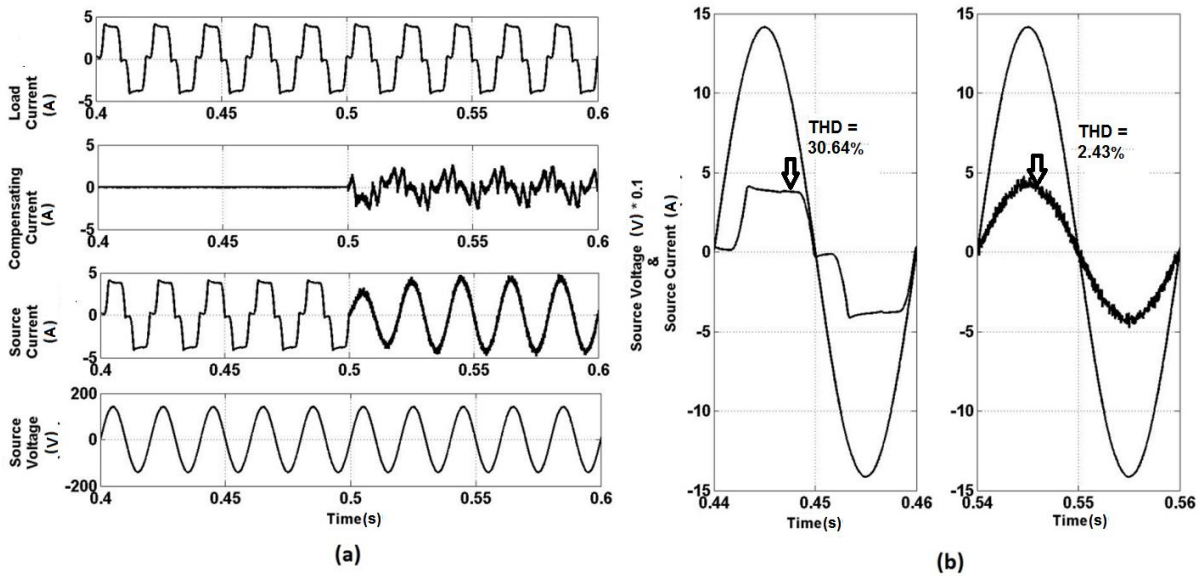 Load
Current
(A)
5
0
-5
0.4
0.45
0.5
0.55
0.6
Compensating
Current
(A)
5
0
-5
0.4
0.45
0.5
0.55
0.6
Source
Current
(A)
5
0
-5
0.4
0.45
0.5
0.55
0.6
Source
Voltage
(V)
200
0
-200
0.4
0.45
0.5
0.55
0.6
Time(s)
(a)
Source Voltage (V) * 0.1
&
Source Current (A)
15
10
5
0
-5
-10
-15
0.44
0.45
0.46
THD =
30.64%
Time(s)
15
10
5
0
-5
-10
-15
0.54
0.55
0.56
THD =
2.43%
Time(s)
(b)